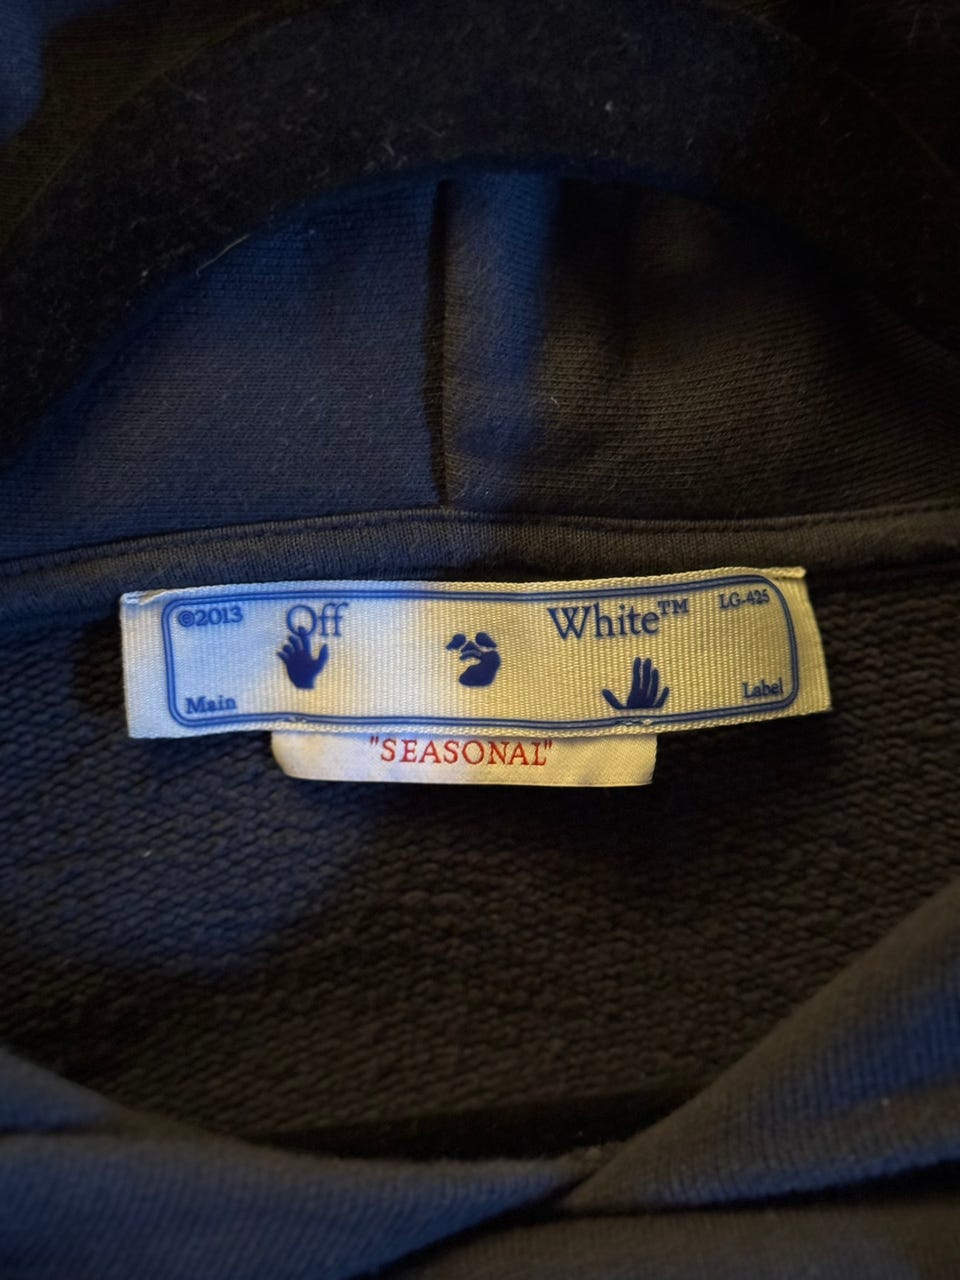 ©2013 Off White™ LG-425
Main Label
"SEASONAL"